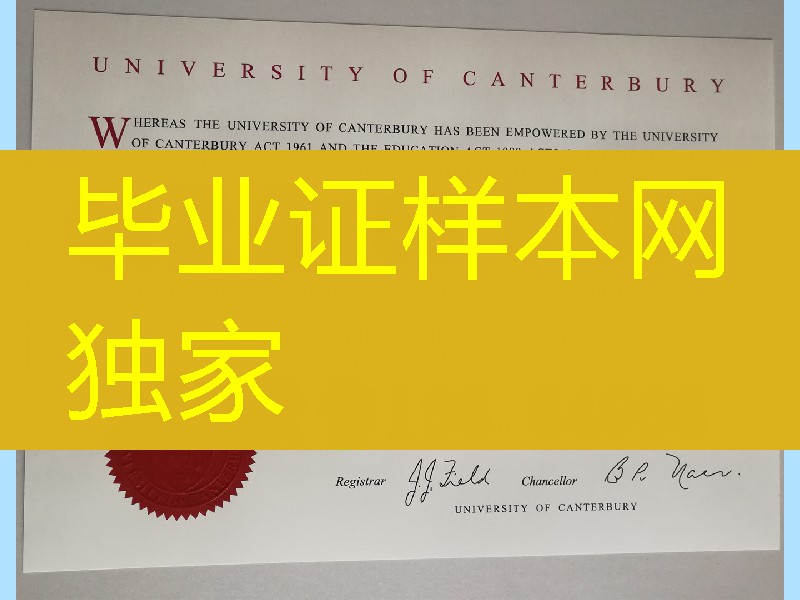 UNIVERSITY OF CANTERBURY
WHEREAS THE UNIVERSITY OF CANTERBURY HAS BEEN EMPOWERED BY THE UNIVERSITY
OF CANTERBURY ACT 1961 AND THE EDUCATION ACT
毕业证样本网
独家
Registrar J.J. Field Chancellor
UNIVERSITY OF CANTERBURY